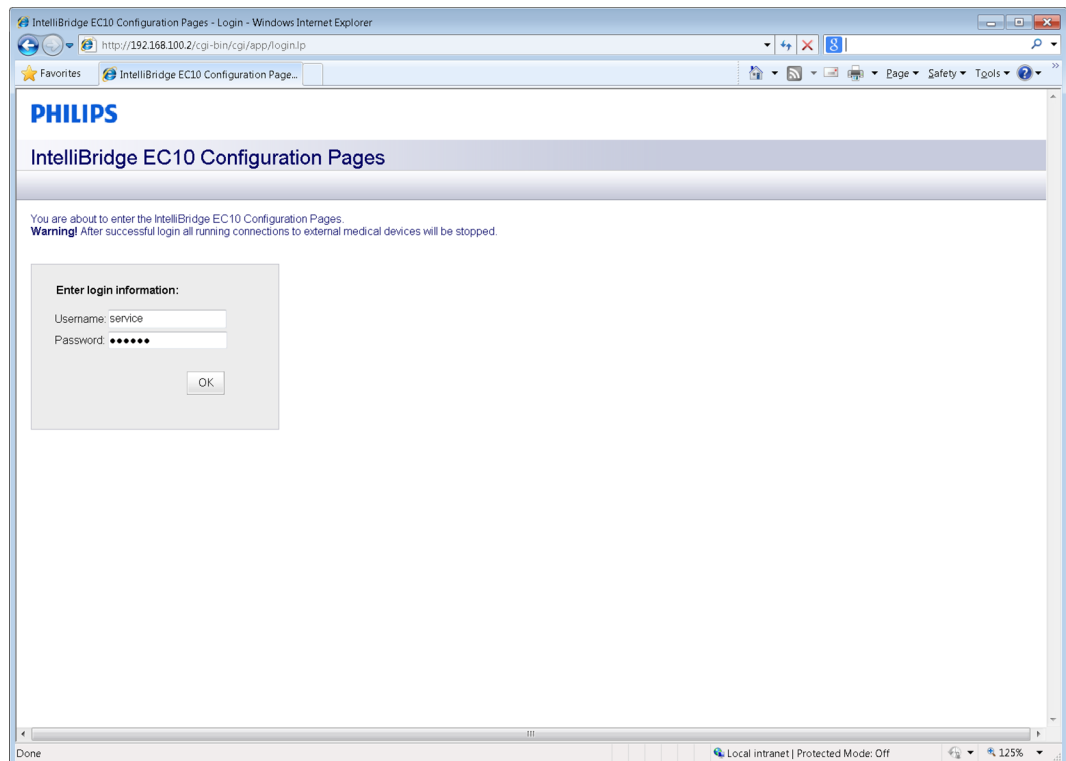 IntelliBridge EC10 Configuration Pages - Login - Windows Internet Explorer
http://192.168.100.2/cgi-bin/cgi/app/login.lp
Favorites IntelliBridge EC10 Configuration Page... Page Safety Tools
PHILIPS
IntelliBridge EC10 Configuration Pages
You are about to enter the IntelliBridge EC10 Configuration Pages.
Warning! After successful login all running connections to external medical devices will be stopped.
Enter login information:
Username: service
Password: ●●●●●●
OK
Done Local intranet | Protected Mode: Off 125%